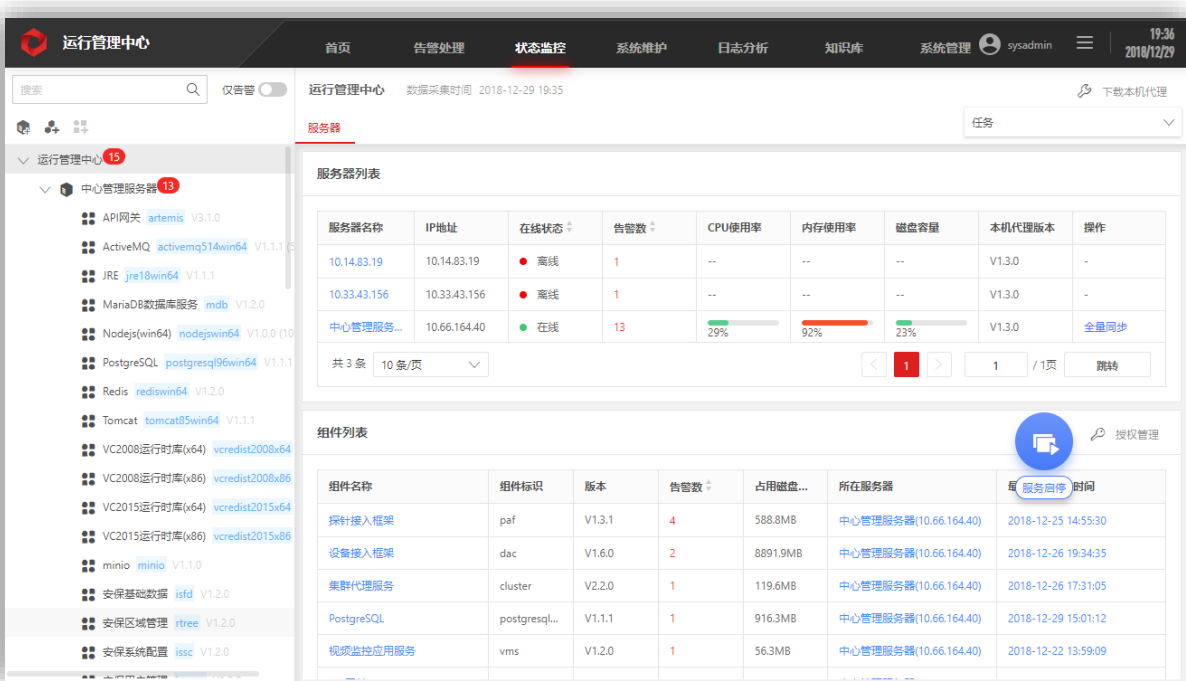 运行管理中心 首页 告警处理 状态监控 系统维护 日志分析 知识库 系统管理 sysadmin 19:36
2018/12/29
搜索 仅告警
运行管理中心 15
中心管理服务器 13
API网关 artemis V3.1.0
ActiveMQ activemq514win64 V1.1.1 (5
JRE jre18win64 V1.1.1
MariaDB数据库服务 mdb V1.2.0
Nodejs(win64) nodejswin64 V1.0.0 (10
PostgreSQL postgresql96win64 V1.1.1
Redis rediswin64 V1.2.0
Tomcat tomcat85win64 V1.1.1
VC2008运行时库(x64) vcredist2008x64
VC2008运行时库(x86) vcredist2008x86
VC2015运行时库(x64) vcredist2015x64
VC2015运行时库(x86) vcredist2015x86
minio minio V1.1.0
安保基础数据 isfd V1.2.0
安保区域管理 rtree V1.2.0
安保系统配置 issc V1.2.0
运行管理中心 数据采集时间 2018-12-29 19:35 下载本机代理
服务器 任务
服务器列表
服务器名称 IP地址 在线状态 告警数 CPU使用率 内存使用率 磁盘容量 本机代理版本 操作
10.14.83.19 10.14.83.19 离线 1 -- -- -- V1.3.0 -
10.33.43.156 10.33.43.156 离线 1 -- -- -- V1.3.0 -
中心管理服务... 10.66.164.40 在线 13 29% 92% 23% V1.3.0 全量同步
共 3 条 10 条/页 < 1 > 1 / 1页 跳转
组件列表 授权管理
组件名称 组件标识 版本 告警数 占用磁盘... 所在服务器 时间
服务启停
探针接入框架 paf V1.3.1 4 588.8MB 中心管理服务器(10.66.164.40) 2018-12-25 14:55:30
设备接入框架 dac V1.6.0 2 8891.9MB 中心管理服务器(10.66.164.40) 2018-12-26 19:34:35
集群代理服务 cluster V2.2.0 1 119.6MB 中心管理服务器(10.66.164.40) 2018-12-26 17:31:05
PostgreSQL postgresql... V1.1.1 1 916.3MB 中心管理服务器(10.66.164.40) 2018-12-29 15:01:12
视频监控应用服务 vms V1.2.0 1 56.3MB 中心管理服务器(10.66.164.40) 2018-12-22 13:59:09